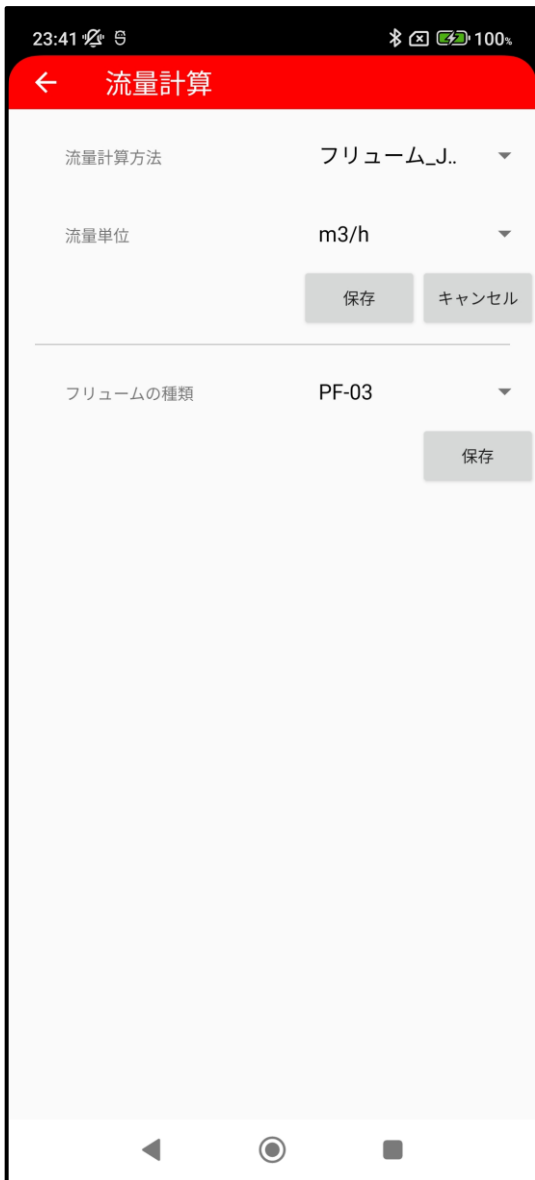 23:41 100%
流量計算
流量計算方法 フリューム_J..
流量単位 m3/h
保存 キャンセル
フリュームの種類 PF-03
保存